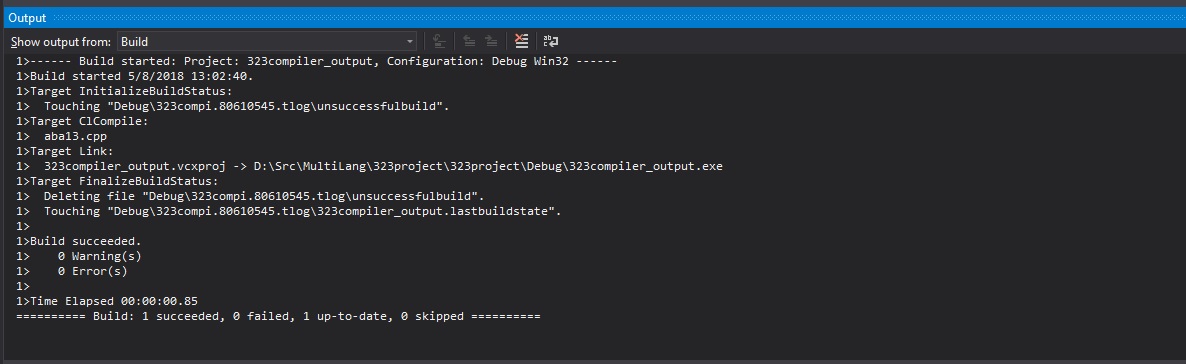 Output
Show output from: Build
1>------ Build started: Project: 323compiler_output, Configuration: Debug Win32 ------
1>Build started 5/8/2018 13:02:40.
1>Target InitializeBuildStatus:
1>  Touching "Debug\323compi.80610545.tlog\unsuccessfulbuild".
1>Target ClCompile:
1>  aba13.cpp
1>Target Link:
1>  323compiler_output.vcxproj -> D:\Src\MultiLang\323project\323project\Debug\323compiler_output.exe
1>Target FinalizeBuildStatus:
1>  Deleting file "Debug\323compi.80610545.tlog\unsuccessfulbuild".
1>  Touching "Debug\323compi.80610545.tlog\323compiler_output.lastbuildstate".
1>
1>Build succeeded.
1>    0 Warning(s)
1>    0 Error(s)
1>
1>Time Elapsed 00:00:00.85
========== Build: 1 succeeded, 0 failed, 1 up-to-date, 0 skipped ==========